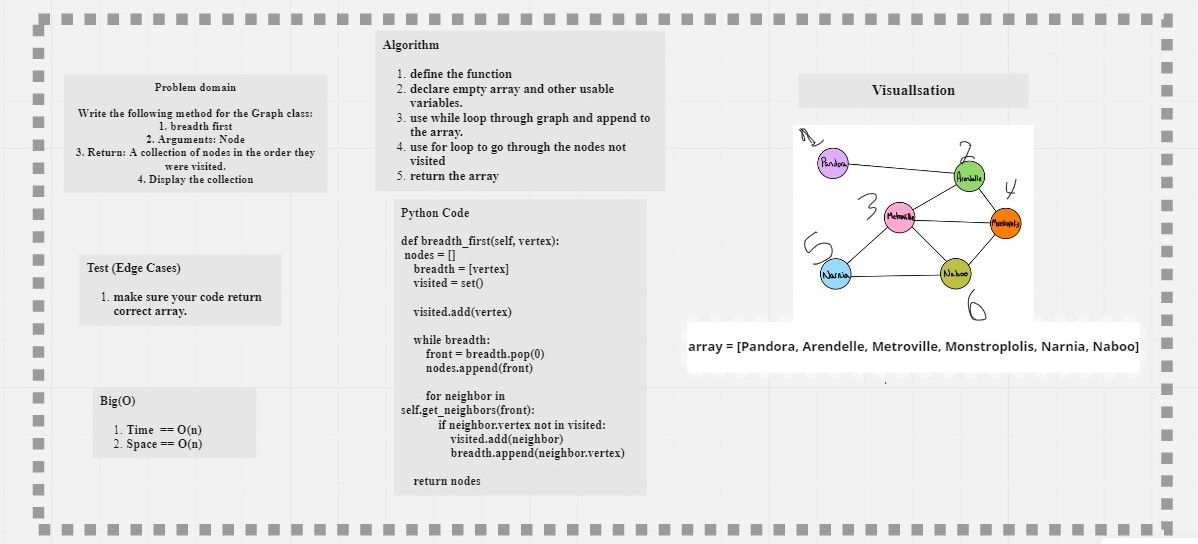 Problem domain
Write the following method for the Graph class:
1. breadth first
2. Arguments: Node
3. Return: A collection of nodes in the order they
were visited.
4. Display the collection
Test (Edge Cases)
1. make sure your code return
correct array.
Big(O)
1. Time == O(n)
2. Space == O(n)
Algorithm
1. define the function
2. declare empty array and other usable
variables.
3. use while loop through graph and append to
the array.
4. use for loop to go through the nodes not
visited
5. return the array
Python Code
def breadth_first(self, vertex):
nodes = []
breadth = [vertex]
visited = set()
visited.add(vertex)
while breadth:
front = breadth.pop(0)
nodes.append(front)
for neighbor in
self.get_neighbors(front):
if neighbor.vertex not in visited:
visited.add(neighbor)
breadth.append(neighbor.vertex)
return nodes
Visuallsation
2
Pandora
Arendelle
4
3
Metroville
5
Narnia
Naboo
6
array = [Pandora, Arendelle, Metroville, Monstroplolis, Narnia, Naboo]